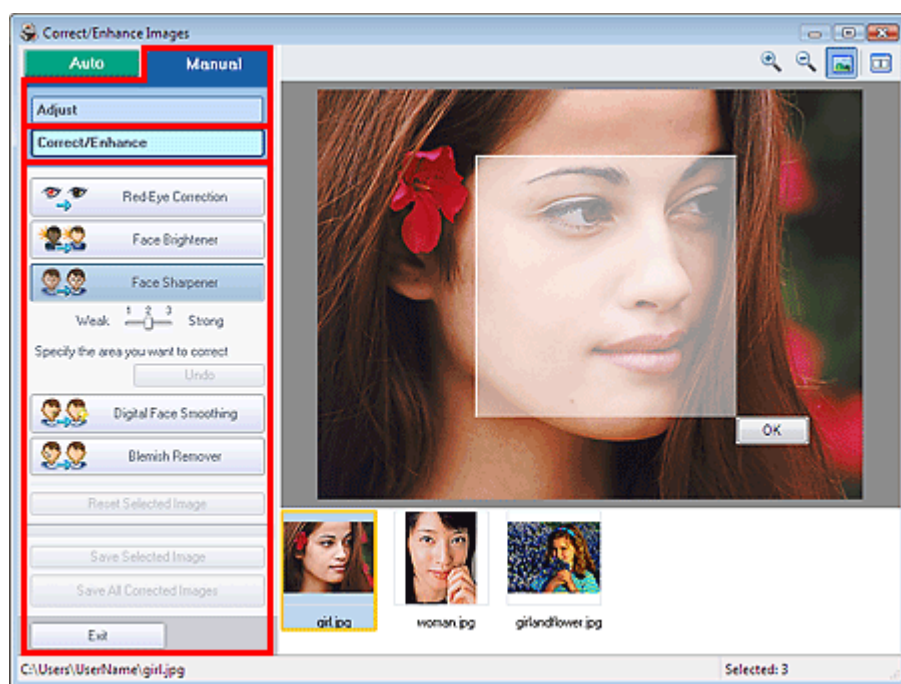 Correct/Enhance Images
Auto
Manual
Adjust
Correct/Enhance
Red-Eye Correction
Face Brightener
Face Sharpener
1 2 3
Weak Strong
Specify the area you want to correct
Undo
Digital Face Smoothing
Blemish Remover
Reset Selected Image
Save Selected Image
Save All Corrected Images
Exit
OK
girl.jpg
woman.jpg
girlandflower.jpg
C:\Users\UserName\girl.jpg
Selected: 3